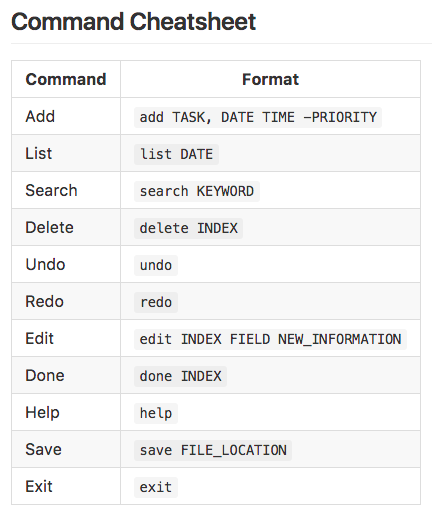 Command Cheatsheet
Command Format
Add add TASK, DATE TIME -PRIORITY
List list DATE
Search search KEYWORD
Delete delete INDEX
Undo undo
Redo redo
Edit edit INDEX FIELD NEW_INFORMATION
Done done INDEX
Help help
Save save FILE_LOCATION
Exit exit